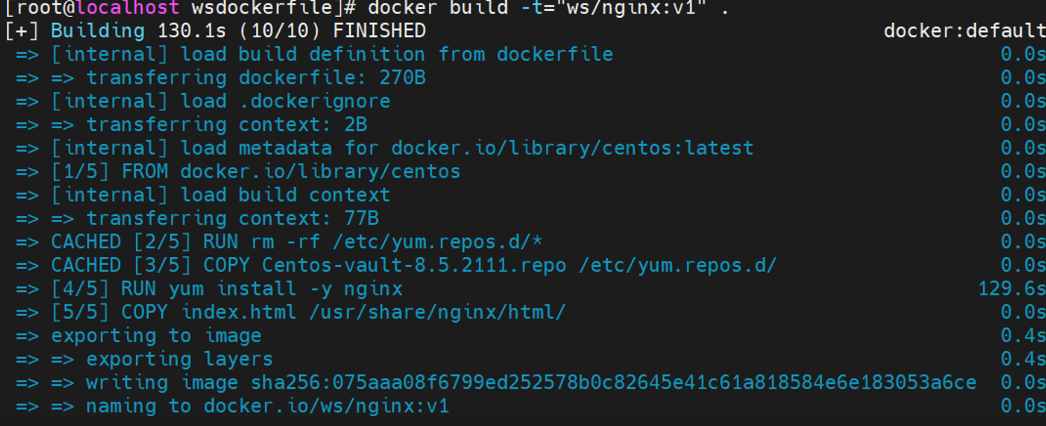 [root@localhost wsdockerfile]# docker build -t="ws/nginx:v1" .
[+] Building 130.1s (10/10) FINISHED docker:default
=> [internal] load build definition from dockerfile 0.0s
=> => transferring dockerfile: 270B 0.0s
=> [internal] load .dockerignore 0.0s
=> => transferring context: 2B 0.0s
=> [internal] load metadata for docker.io/library/centos:latest 0.0s
=> [1/5] FROM docker.io/library/centos 0.0s
=> [internal] load build context 0.0s
=> => transferring context: 77B 0.0s
=> CACHED [2/5] RUN rm -rf /etc/yum.repos.d/* 0.0s
=> CACHED [3/5] COPY Centos-vault-8.5.2111.repo /etc/yum.repos.d/ 0.0s
=> [4/5] RUN yum install -y nginx 129.6s
=> [5/5] COPY index.html /usr/share/nginx/html/ 0.0s
=> exporting to image 0.4s
=> => exporting layers 0.4s
=> => writing image sha256:075aaa08f6799ed252578b0c82645e41c61a818584e6e183053a6ce 0.0s
=> => naming to docker.io/ws/nginx:v1 0.0s